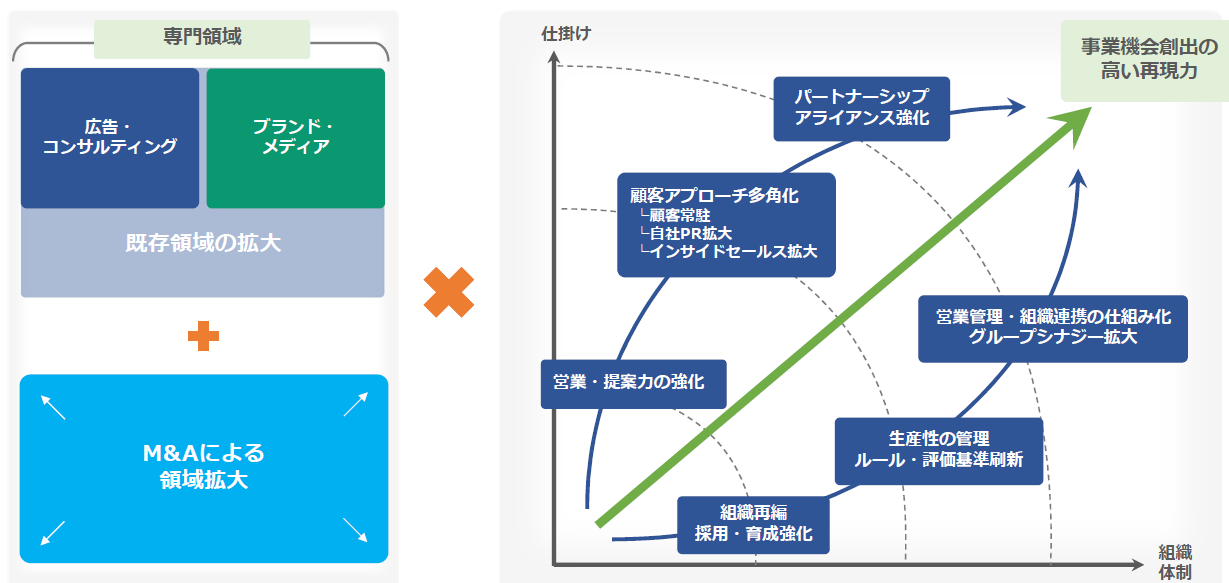 専門領域
広告・
コンサルティング
ブランド・
メディア
既存領域の拡大
M&Aによる
領域拡大
仕掛け
事業機会創出の
高い再現力
パートナーシップ
アライアンス強化
顧客アプローチ多角化
└顧客常駐
└自社PR拡大
└インサイドセールス拡大
営業管理・組織連携の仕組み化
グループシナジー拡大
営業・提案力の強化
生産性の管理
ルール・評価基準刷新
組織再編
採用・育成強化
組織
体制